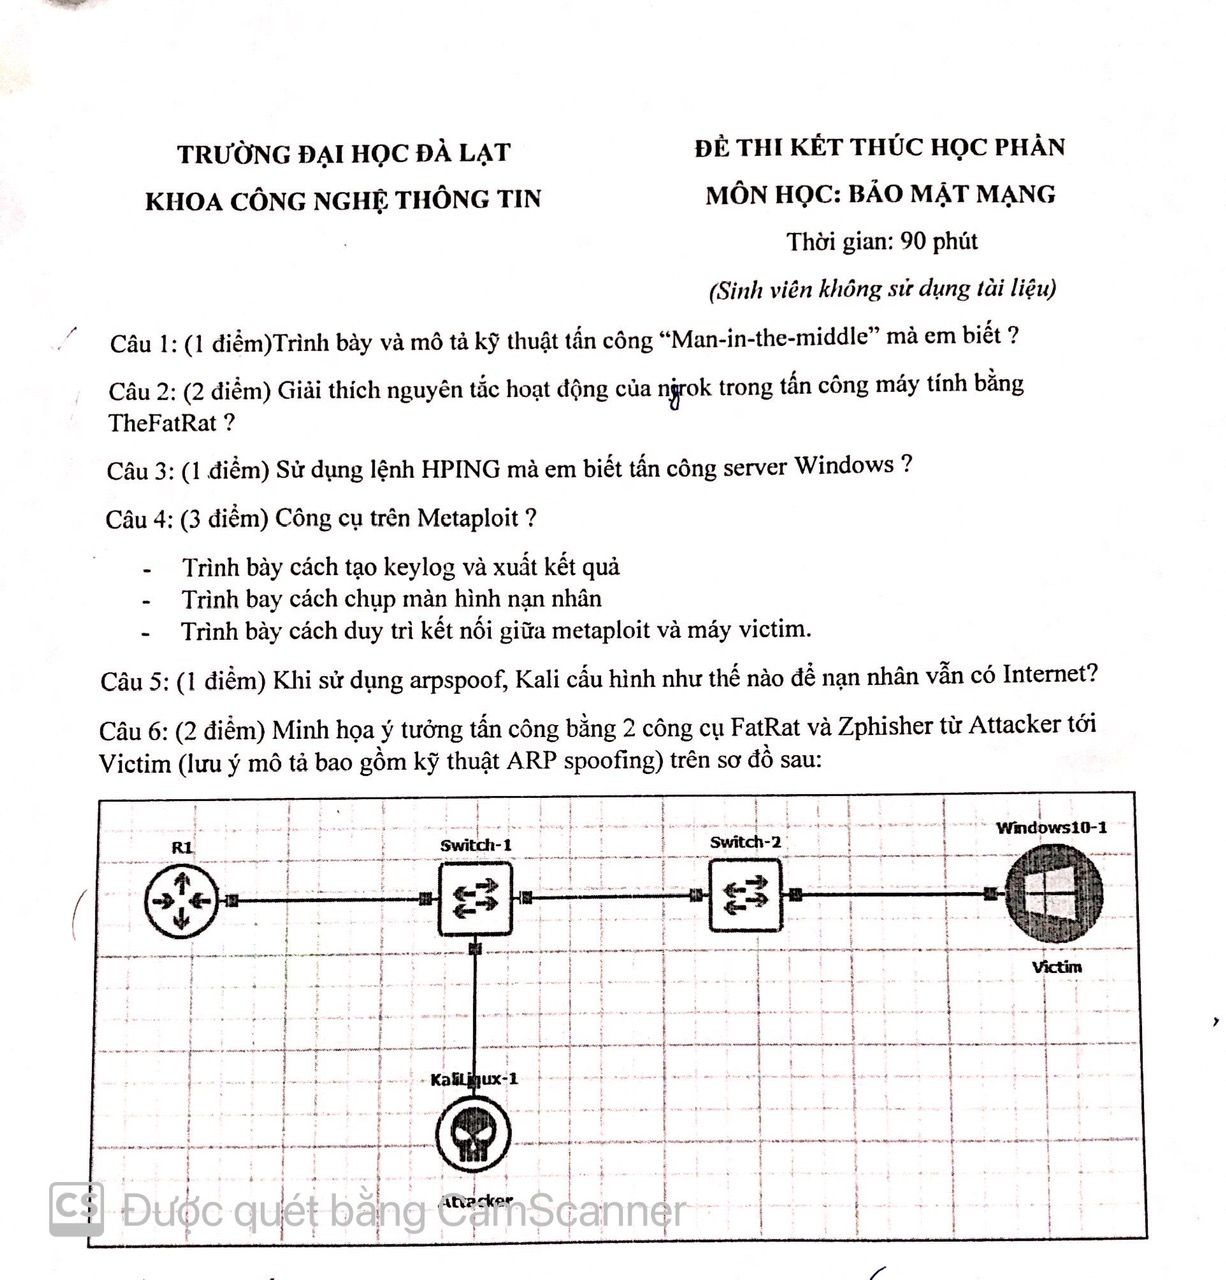 TRƯỜNG ĐẠI HỌC ĐÀ LẠT
KHOA CÔNG NGHỆ THÔNG TIN
ĐỀ THI KẾT THÚC HỌC PHẦN
MÔN HỌC: BẢO MẬT MẠNG
Thời gian: 90 phút
(Sinh viên không sử dụng tài liệu)
Câu 1: (1 điểm)Trình bày và mô tả kỹ thuật tấn công “Man-in-the-middle” mà em biết ?
Câu 2: (2 điểm) Giải thích nguyên tắc hoạt động của ngrok trong tấn công máy tính bằng
TheFatRat ?
Câu 3: (1 điểm) Sử dụng lệnh HPING mà em biết tấn công server Windows ?
Câu 4: (3 điểm) Công cụ trên Metaploit ?
- Trình bày cách tạo keylog và xuất kết quả
- Trình bay cách chụp màn hình nạn nhân
- Trình bày cách duy trì kết nối giữa metaploit và máy victim.
Câu 5: (1 điểm) Khi sử dụng arpspoof, Kali cấu hình như thế nào để nạn nhân vẫn có Internet?
Câu 6: (2 điểm) Minh họa ý tưởng tấn công bằng 2 công cụ FatRat và Zphisher từ Attacker tới
Victim (lưu ý mô tả bao gồm kỹ thuật ARP spoofing) trên sơ đồ sau:
R1
Switch-1
Switch-2
Windows10-1
Victim
KaliLinux-1
Attacker
CS Được quét bằng CamScanner